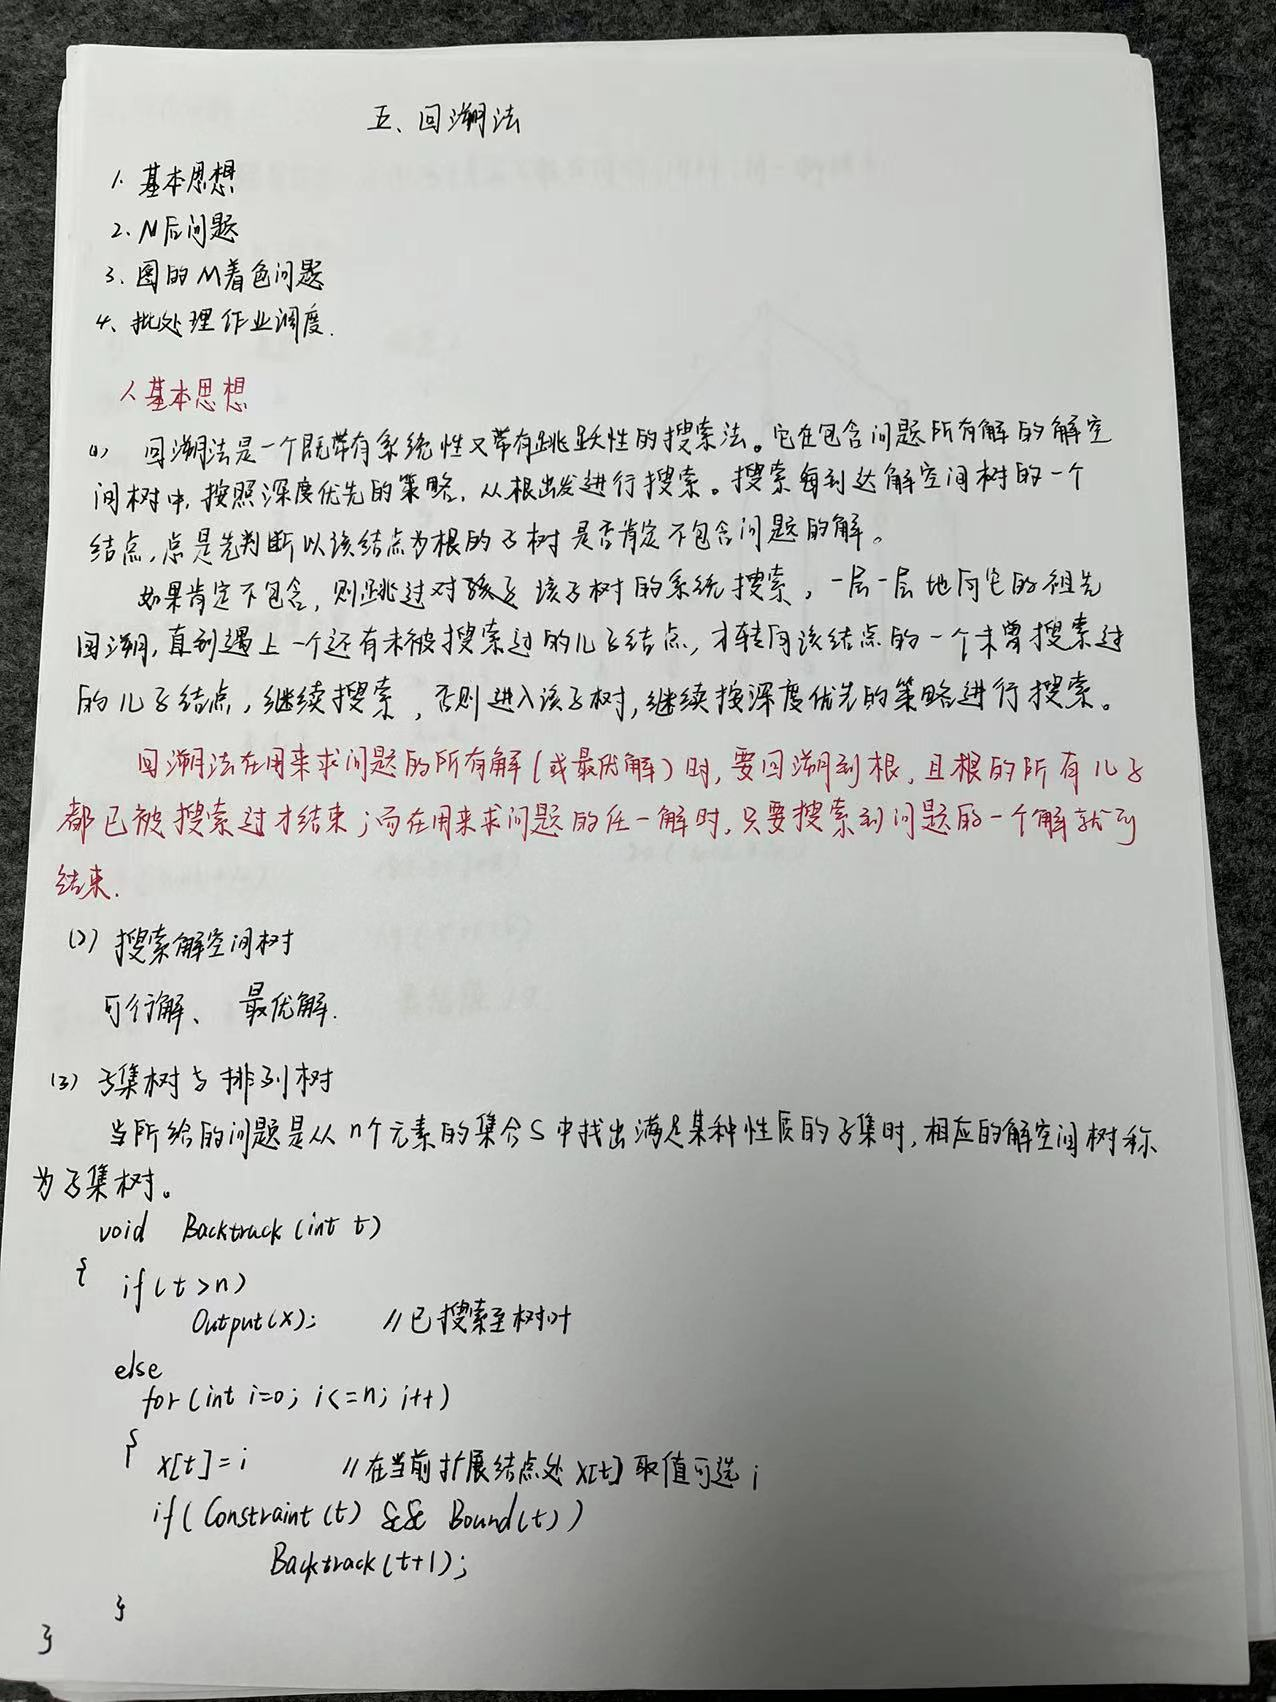 五、回溯法
1. 基本思想
2. N后问题
3. 图的M着色问题
4、批处理作业调度.
1. 基本思想
(1) 回溯法是一个既带有系统性又带有跳跃性的搜索法。它在包含问题所有解的解空
间树中,按照深度优先的策略,从根出发进行搜索。搜索每到达解空间树的一个
结点,总是先判断以该结点为根的子树是否肯定不包含问题的解。
如果肯定不包含,则跳过对该子树的系统搜索,一层一层地向它的祖先
回溯,直到遇上一个还有未被搜索过的儿子结点,才转向该结点的一个未曾搜索过
的儿子结点,继续搜索,否则进入该子树,继续按深度优先的策略进行搜索。
回溯法在用来求问题的所有解(或最优解)时,要回溯到根,且根的所有儿子
都已被搜索过才结束;而在用来求问题的任一解时,只要搜索到问题的一个解就可
结束.
(2) 搜索解空间树
可行解、 最优解.
(3) 子集树与排列树
当所给的问题是从n个元素的集合S中找出满足某种性质的子集时,相应的解空间树称
为子集树。
void Backtrack(int t)
{
if(t>n)
Output(x); //已搜索至树叶
else
for(int i=0; i<=n; i++)
{
x[t]=i //在当前扩展结点处x[t]取值可选i
if(Constraint(t) && Bound(t))
Backtrack(t+1);
}
}